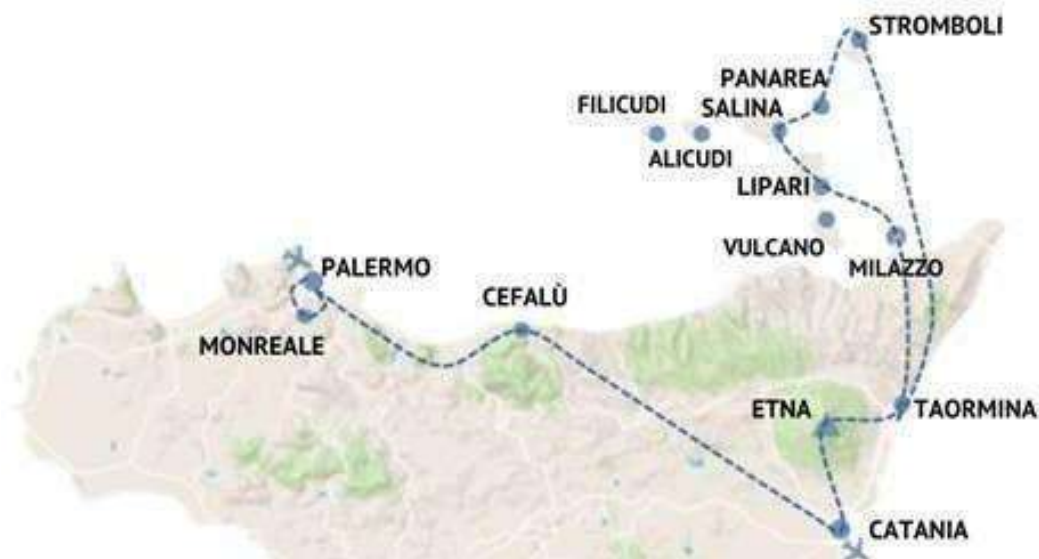 STROMBOLI
PANAREA
FILICUDI
SALINA
ALICUDI
LIPARI
VULCANO
MILAZZO
PALERMO
CEFALÙ
MONREALE
ETNA
TAORMINA
CATANIA